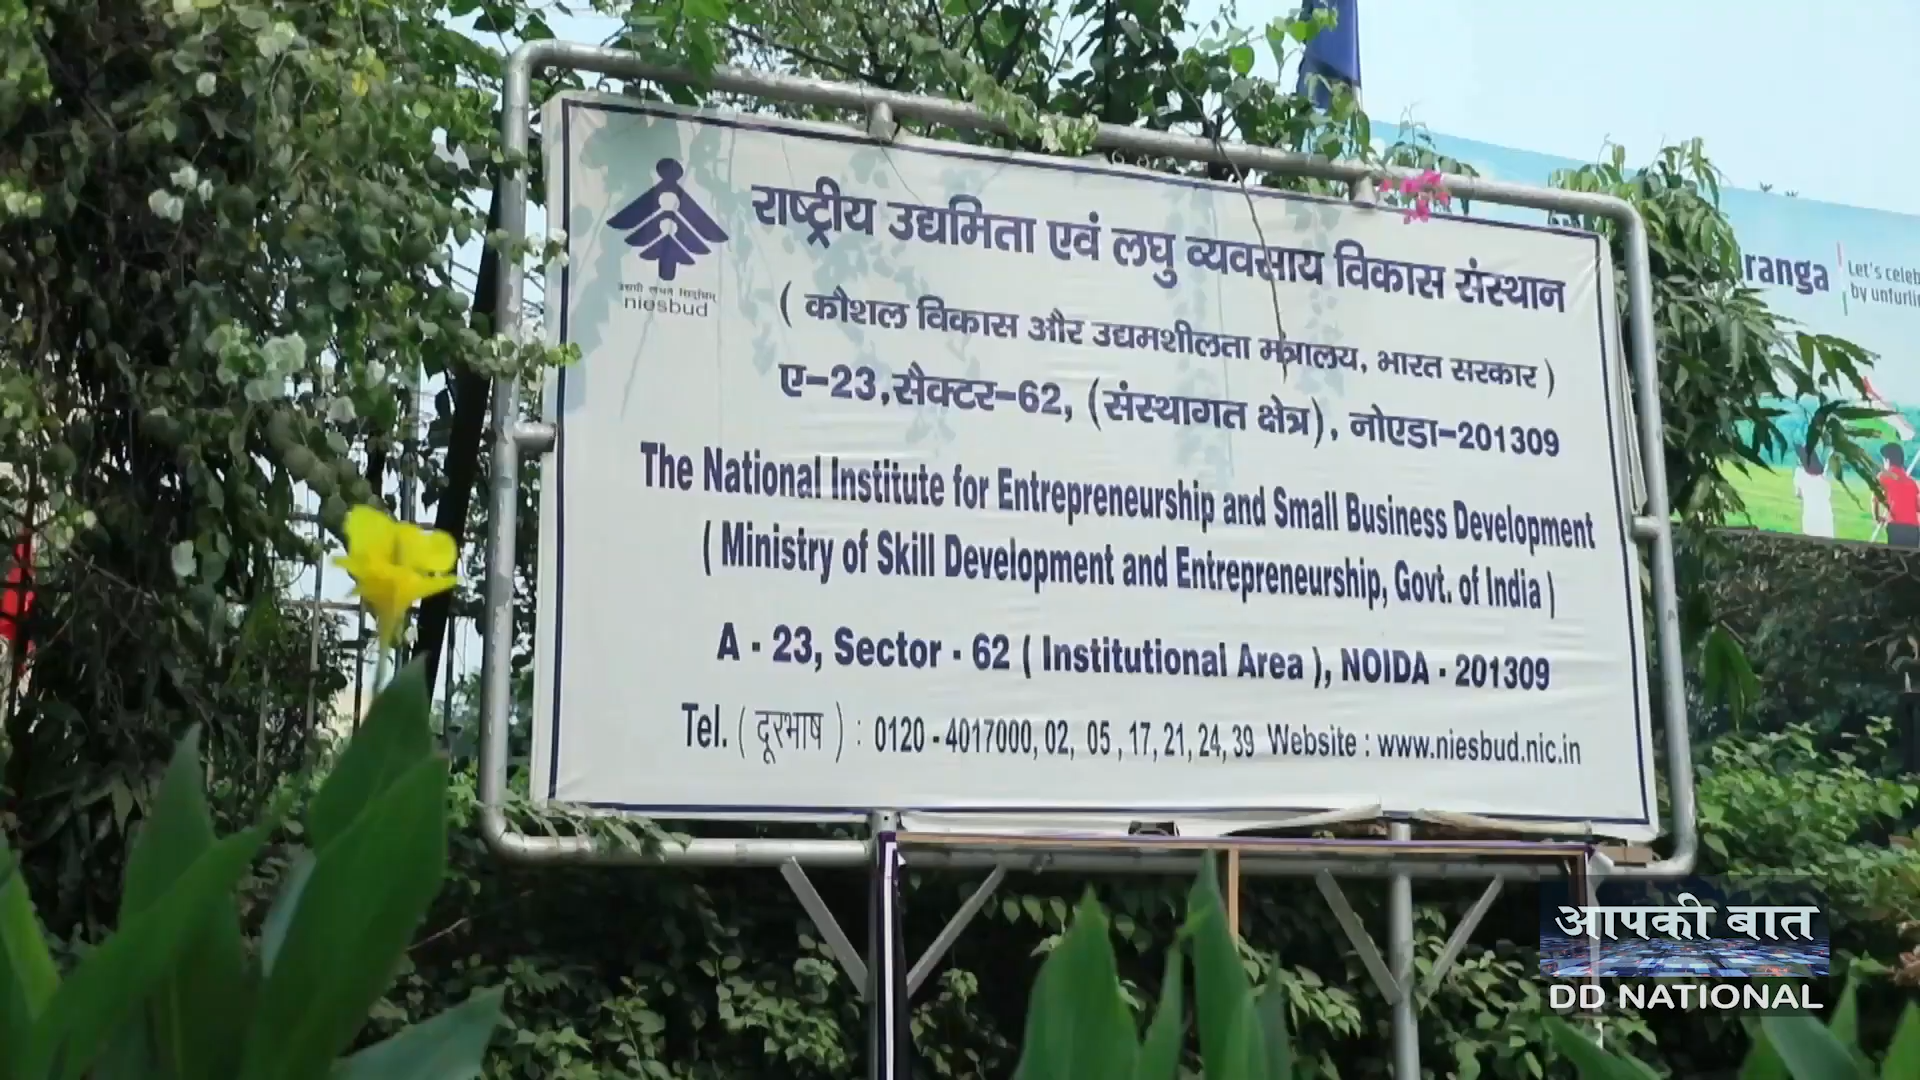 राष्ट्रीय उद्यमिता एवं लघु व्यवसाय विकास संस्थान
niesbud
( कौशल विकास और उद्यमशीलता मंत्रालय, भारत सरकार )
ए-23,सैक्टर-62, (संस्थागत क्षेत्र), नोएडा-201309
The National Institute for Entrepreneurship and Small Business Development
( Ministry of Skill Development and Entrepreneurship, Govt. of India )
A - 23, Sector - 62 ( Institutional Area ), NOIDA - 201309
Tel. ( दूरभाष ) : 0120 - 4017000, 02, 05, 17, 21, 24, 39 Website : www.niesbud.nic.in
ranga
Let's celeb
by unfurlin
आपकी बात
DD NATIONAL